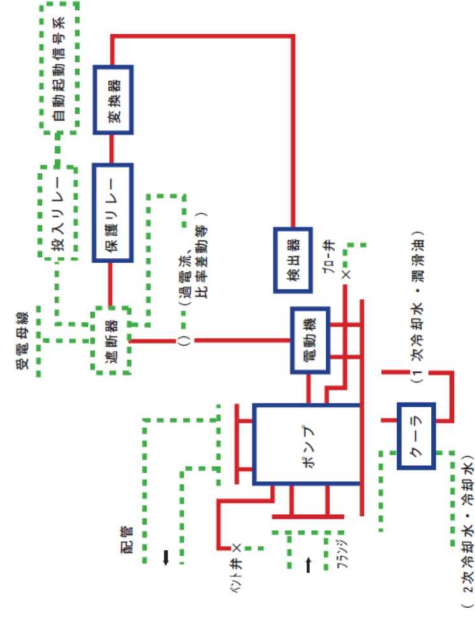 受電母線
投入リレー
自動起動信号系
遮断器
保護リレー
変換器
(過電流、
比率差動等)
()
配管
電動機
検出器
ブロー弁
ベント弁
ポンプ
フランジ
クーラ
(1次冷却水・潤滑油)
(2次冷却水・冷却水)